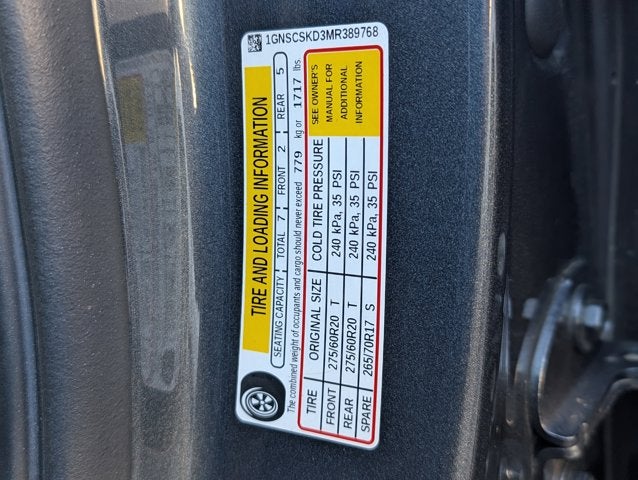 1GNSCSKD3MR389768
TIRE AND LOADING INFORMATION
SEATING CAPACITY TOTAL 7 FRONT 2 REAR 5
The combined weight of occupants and cargo should never exceed 779 kg or 1717 lbs
TIRE ORIGINAL SIZE COLD TIRE PRESSURE SEE OWNER'S
FRONT 275/60R20 T 240 kPa, 35 PSI MANUAL FOR
REAR 275/60R20 T 240 kPa, 35 PSI ADDITIONAL
SPARE 265/70R17 S 240 kPa, 35 PSI INFORMATION